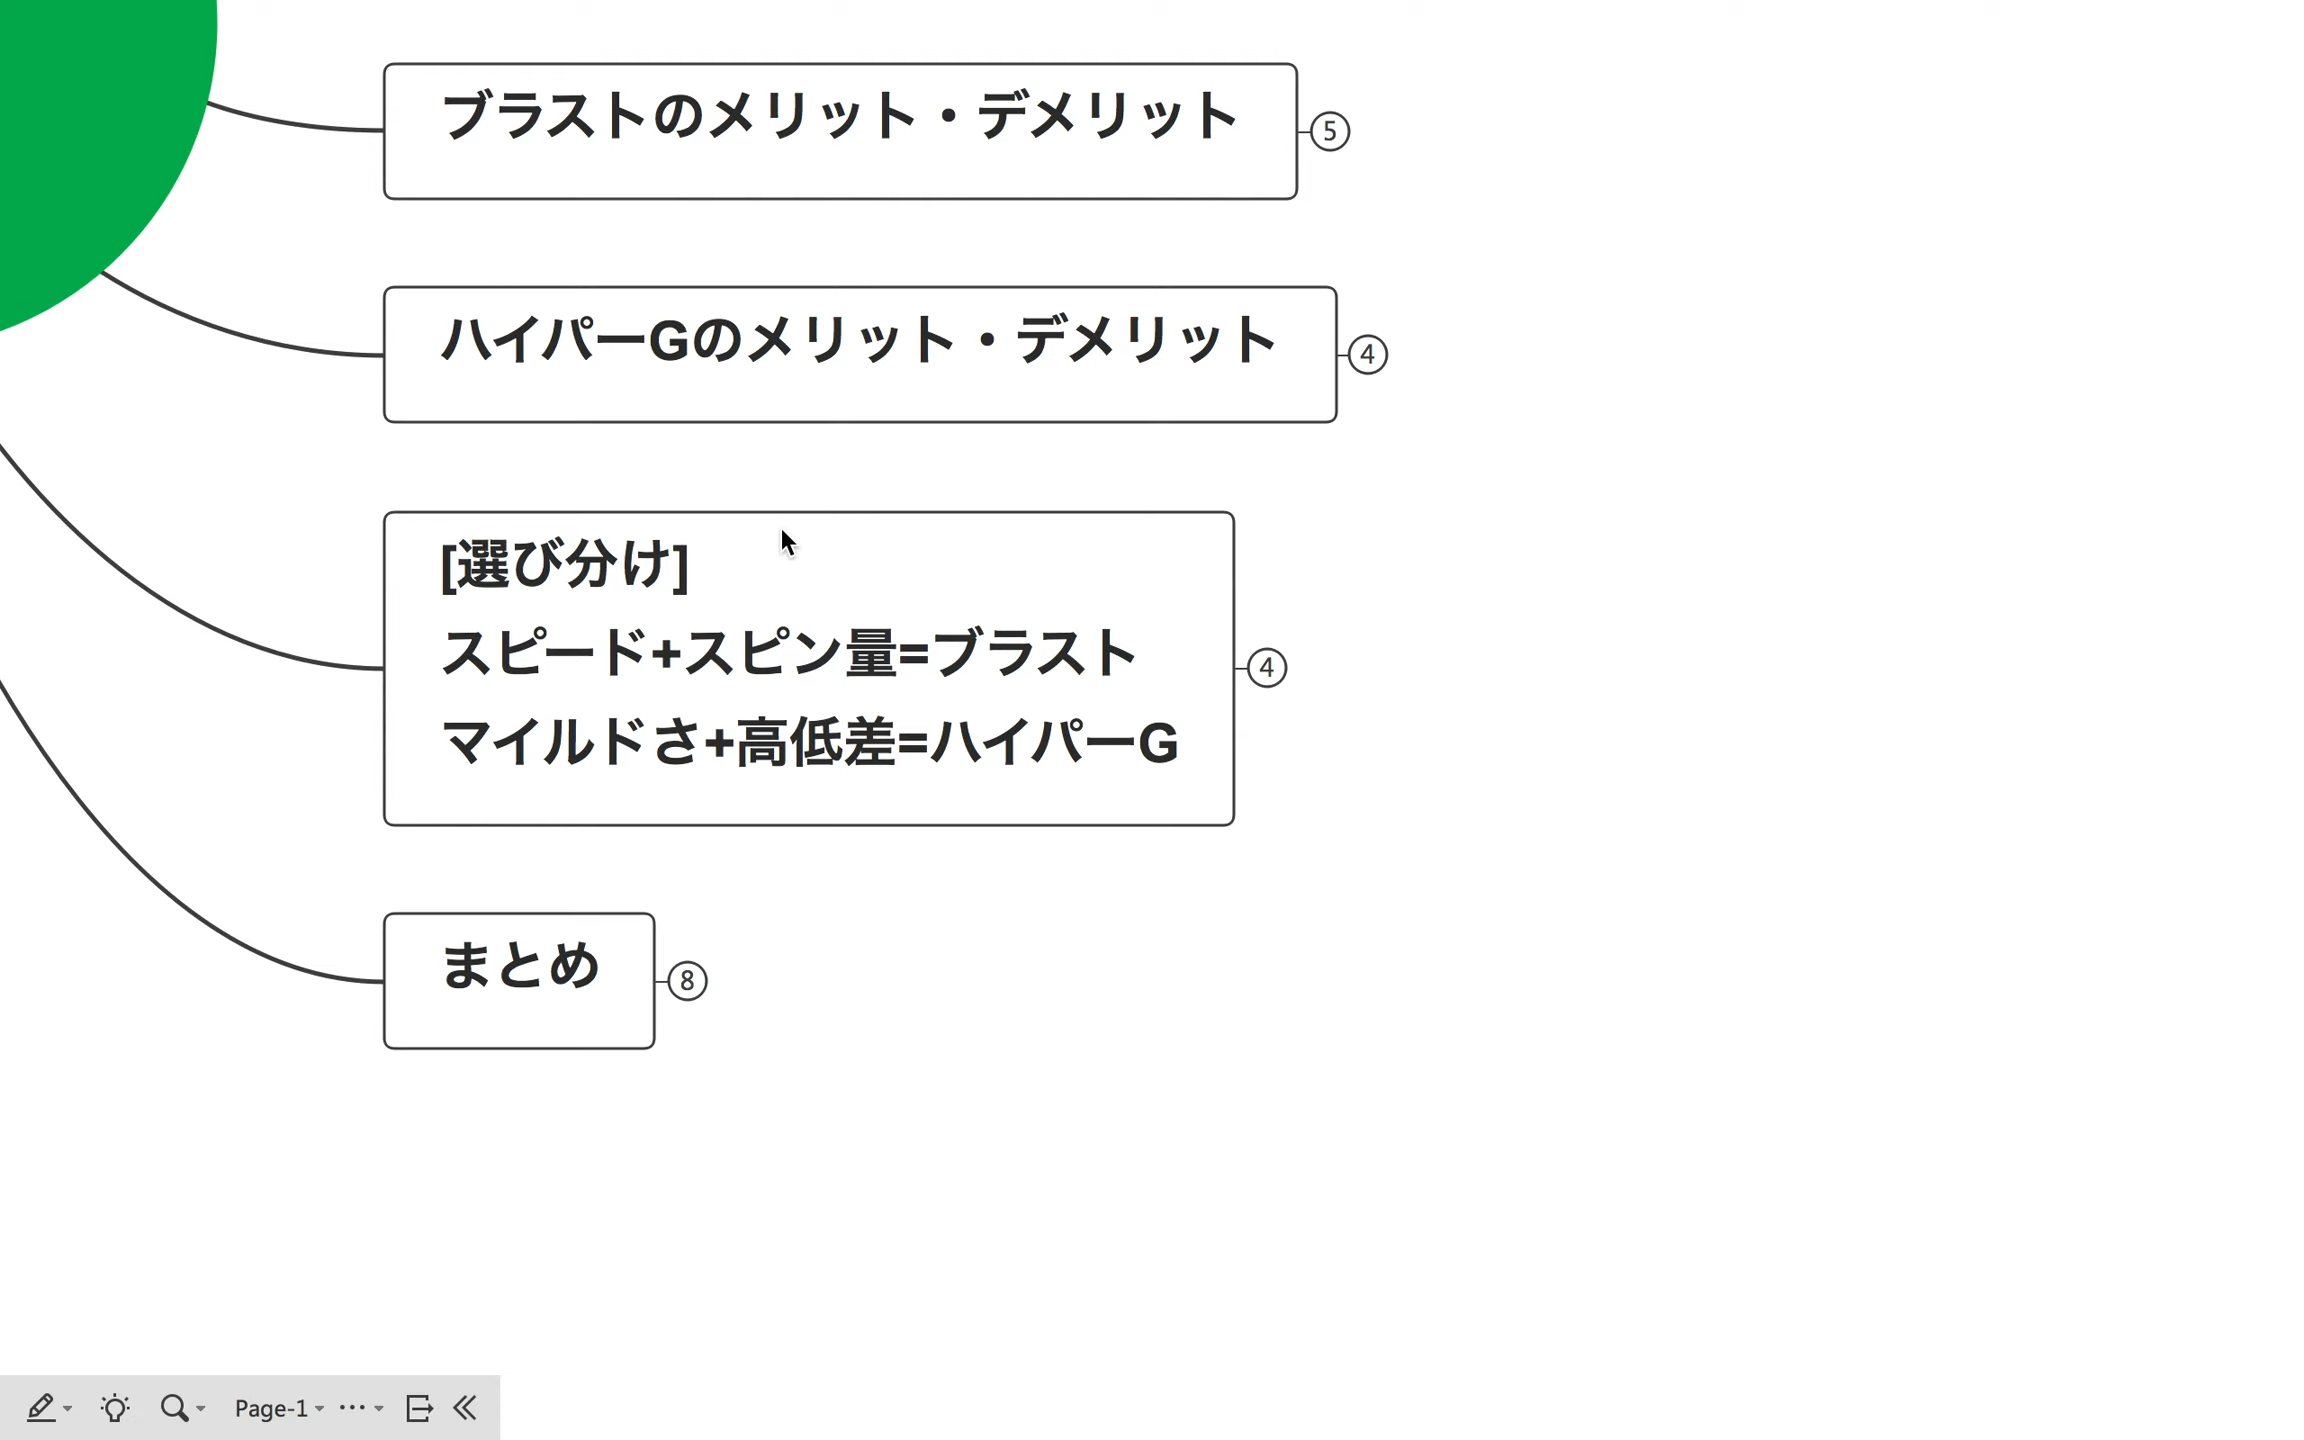 ブラストのメリット・デメリット
5
ハイパーGのメリット・デメリット
4
[選び分け]
スピード+スピン量=ブラスト
マイルドさ+高低差=ハイパーG
4
まとめ
8
Page-1